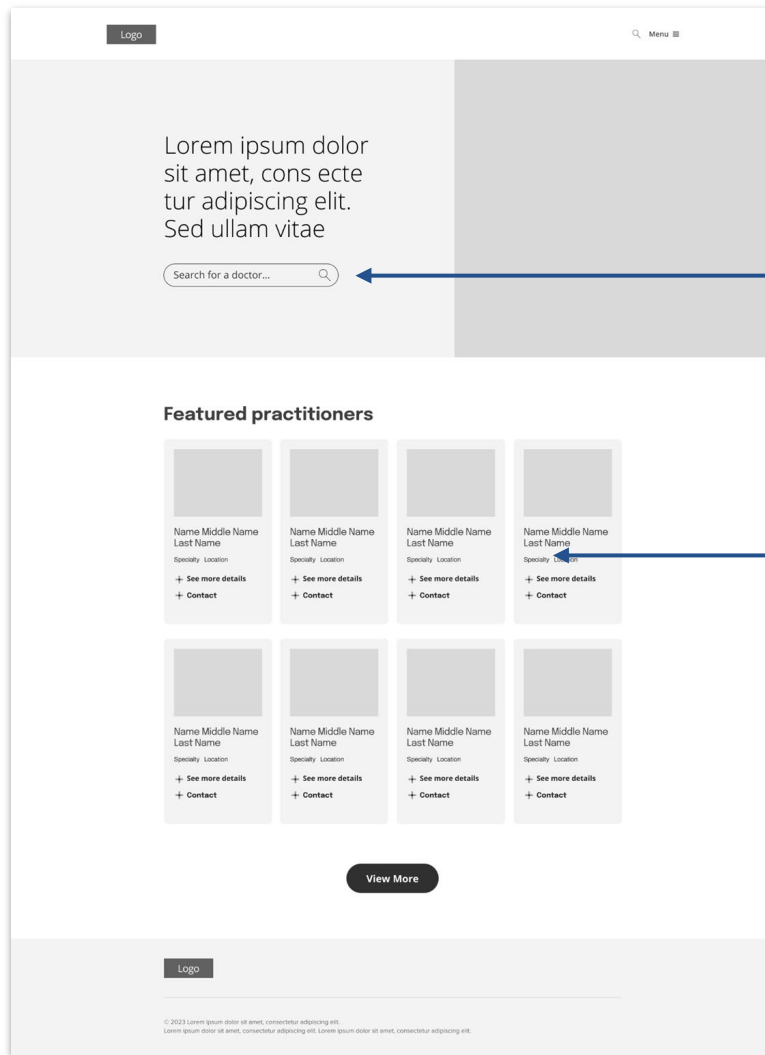 Logo
Menu
Lorem ipsum dolor
sit amet, cons ecte
tur adipiscing elit.
Sed ullam vitae
Search for a doctor...
Featured practitioners
Name Middle Name
Last Name
Specialty Location
See more details
Contact
Name Middle Name
Last Name
Specialty Location
See more details
Contact
Name Middle Name
Last Name
Specialty Location
See more details
Contact
Name Middle Name
Last Name
Specialty Location
See more details
Contact
Name Middle Name
Last Name
Specialty Location
See more details
Contact
Name Middle Name
Last Name
Specialty Location
See more details
Contact
Name Middle Name
Last Name
Specialty Location
See more details
Contact
Name Middle Name
Last Name
Specialty Location
See more details
Contact
View More
Logo
© 2023 Lorem ipsum dolor sit amet, consectetur adipiscing elit.
Lorem ipsum dolor sit amet, consectetur adipiscing elit. Lorem ipsum dolor sit amet, consectetur adipiscing elit.